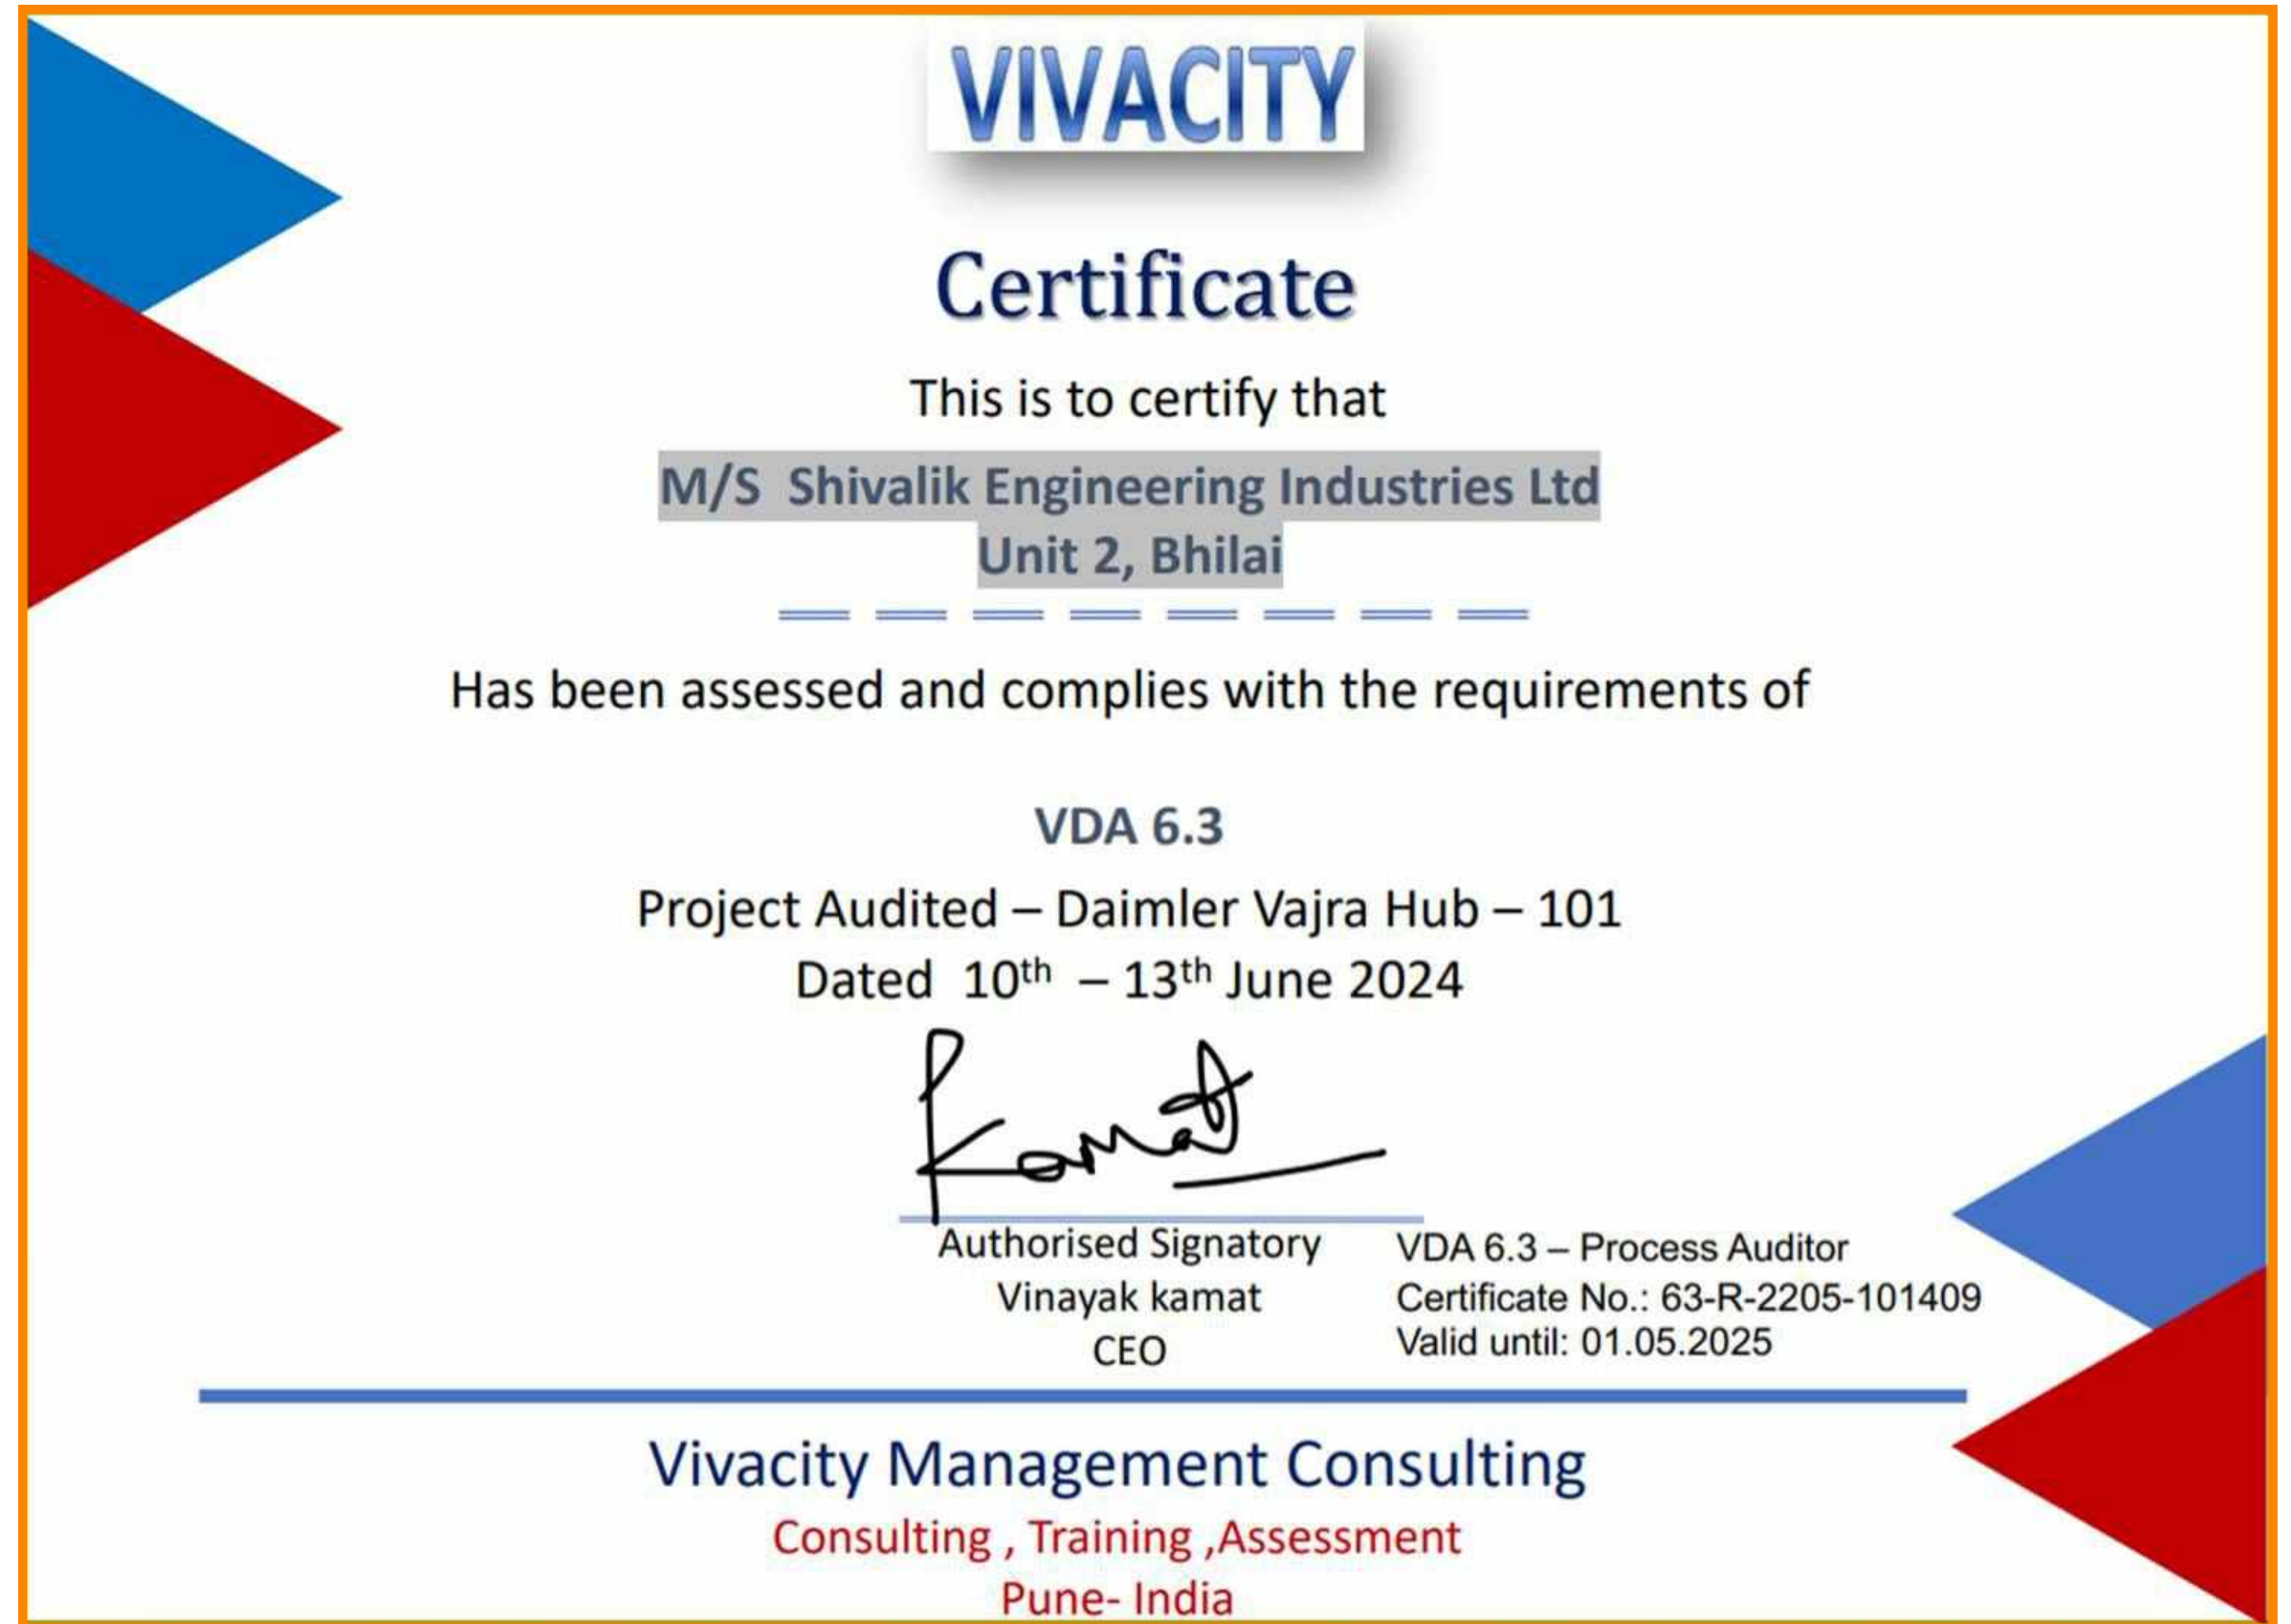 VIVACITY
Certificate
This is to certify that
M/S Shivalik Engineering Industries Ltd
Unit 2, Bhilai
Has been assessed and complies with the requirements of
VDA 6.3
Project Audited – Daimler Vajra Hub – 101
Dated 10th – 13th June 2024
Kamat
Authorised Signatory
Vinayak kamat
CEO
VDA 6.3 – Process Auditor
Certificate No.: 63-R-2205-101409
Valid until: 01.05.2025
Vivacity Management Consulting
Consulting , Training ,Assessment
Pune- India